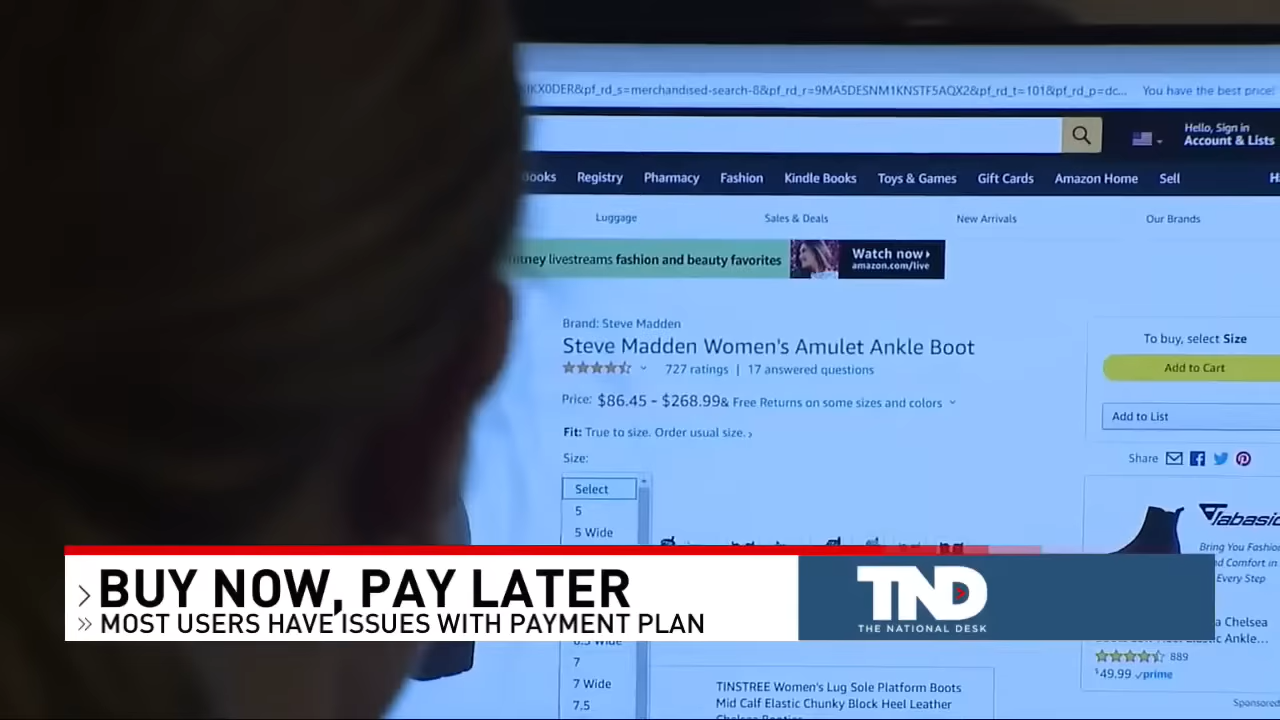 KX0DER&pf_rd_s=merchandised-search-8&pf_rd_r=9MA5DESNM1KNSTF5AQX2&pf_rd_t=101&pf_rd_p=dc... You have the best price!
Hello, Sign in
Account & Lists
ooks Registry Pharmacy Fashion Kindle Books Toys & Games Gift Cards Amazon Home Sell
Luggage Sales & Deals New Arrivals Our Brands
tney livestreams fashion and beauty favorites
Watch now
amazon.com/live
Brand: Steve Madden
Steve Madden Women's Amulet Ankle Boot
727 ratings | 17 answered questions
Price: $86.45 - $268.99 & Free Returns on some sizes and colors
Fit: True to size. Order usual size.
Size:
Select
5
5 Wide
To buy, select Size
Add to Cart
Add to List
Share
Bring You Fashion
nd Comfort in
Every Step
BUY NOW, PAY LATER
MOST USERS HAVE ISSUES WITH PAYMENT PLAN
TND
THE NATIONAL DESK
7
7 Wide
7.5
a Chelsea
Ankle...
889
$49.99 prime
TINSTREE Women's Lug Sole Platform Boots
Mid Calf Elastic Chunky Block Heel Leather
Sponsored